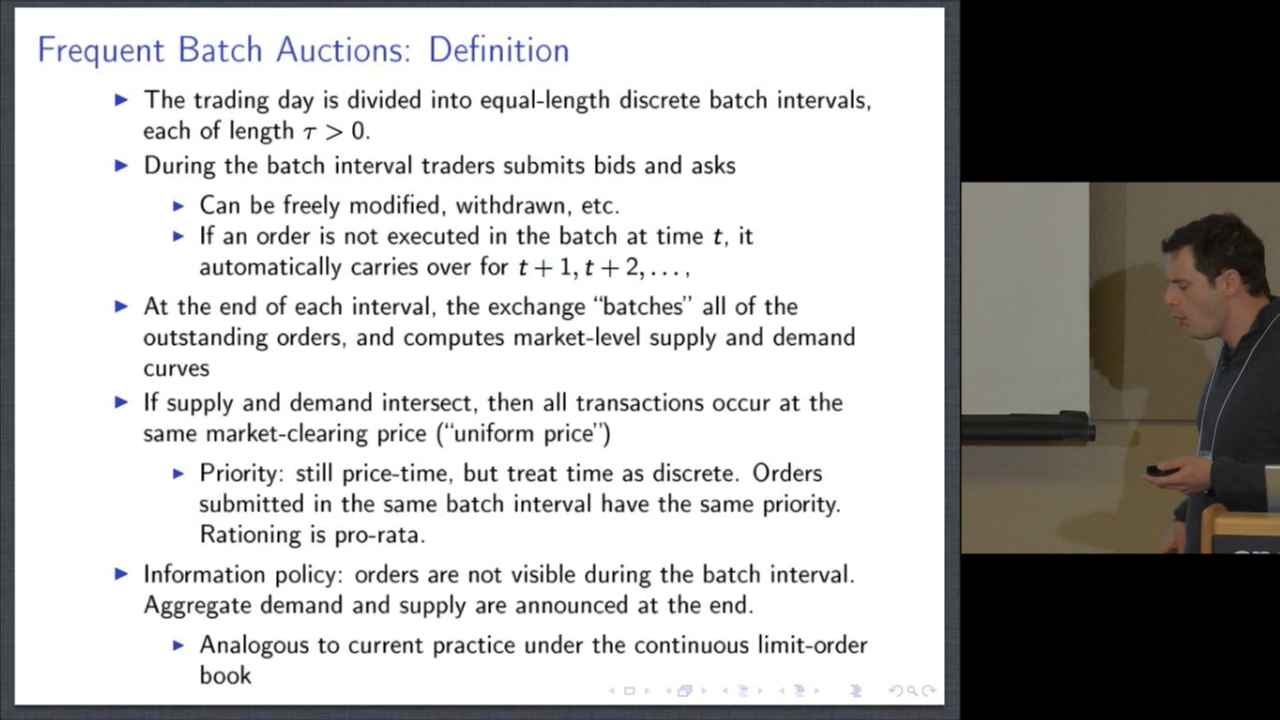 Frequent Batch Auctions: Definition
The trading day is divided into equal-length discrete batch intervals,
each of length τ > 0.
During the batch interval traders submits bids and asks
Can be freely modified, withdrawn, etc.
If an order is not executed in the batch at time t, it
automatically carries over for t + 1, t + 2, . . . ,
At the end of each interval, the exchange “batches” all of the
outstanding orders, and computes market-level supply and demand
curves
If supply and demand intersect, then all transactions occur at the
same market-clearing price (“uniform price”)
Priority: still price-time, but treat time as discrete. Orders
submitted in the same batch interval have the same priority.
Rationing is pro-rata.
Information policy: orders are not visible during the batch interval.
Aggregate demand and supply are announced at the end.
Analogous to current practice under the continuous limit-order
book